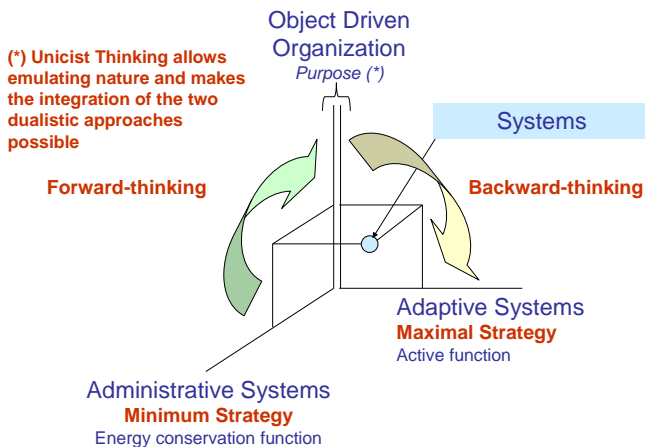 Object Driven
Organization
Purpose (*)
(*) Unicist Thinking allows
emulating nature and makes
the integration of the two
dualistic approaches
possible
Systems
Forward-thinking
Backward-thinking
Adaptive Systems
Maximal Strategy
Active function
Administrative Systems
Minimum Strategy
Energy conservation function